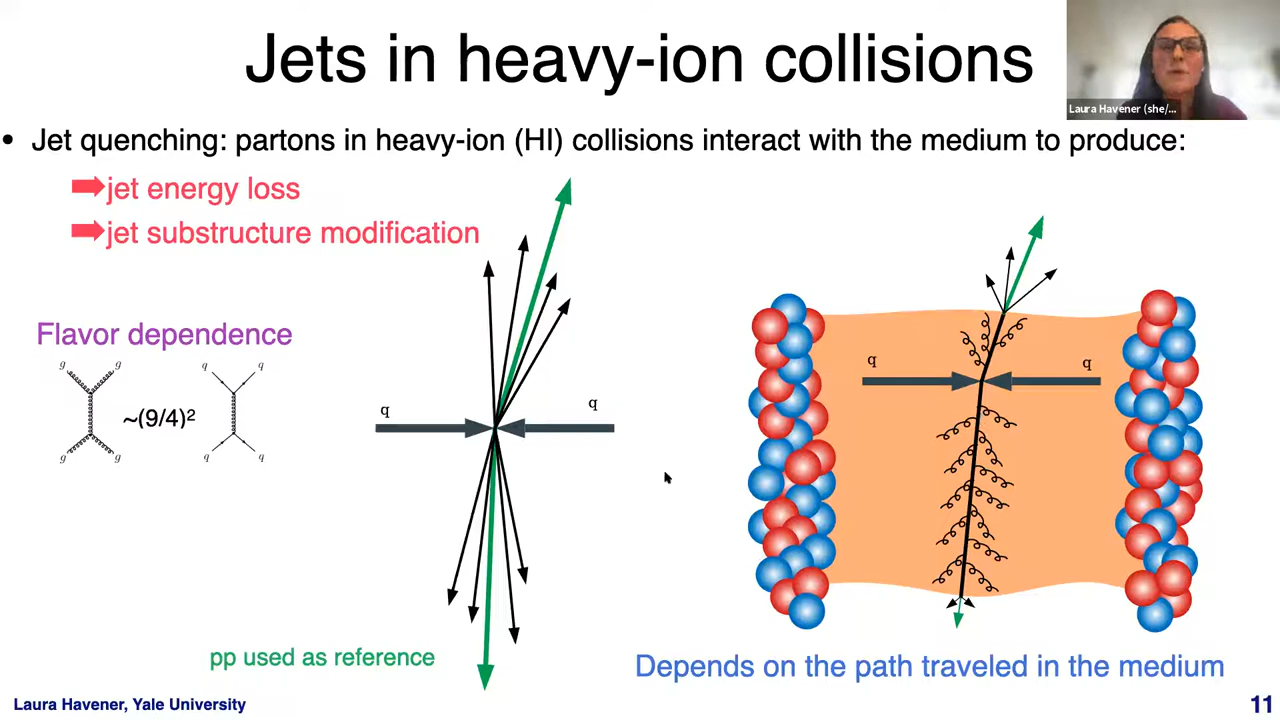 Jets in heavy-ion collisions
Laura Havener (she/...
• Jet quenching: partons in heavy-ion (HI) collisions interact with the medium to produce:
jet energy loss
jet substructure modification
Flavor dependence
g g q q
~(9/4)²
g g q q
q q
q q
pp used as reference
Depends on the path traveled in the medium
Laura Havener, Yale University
11